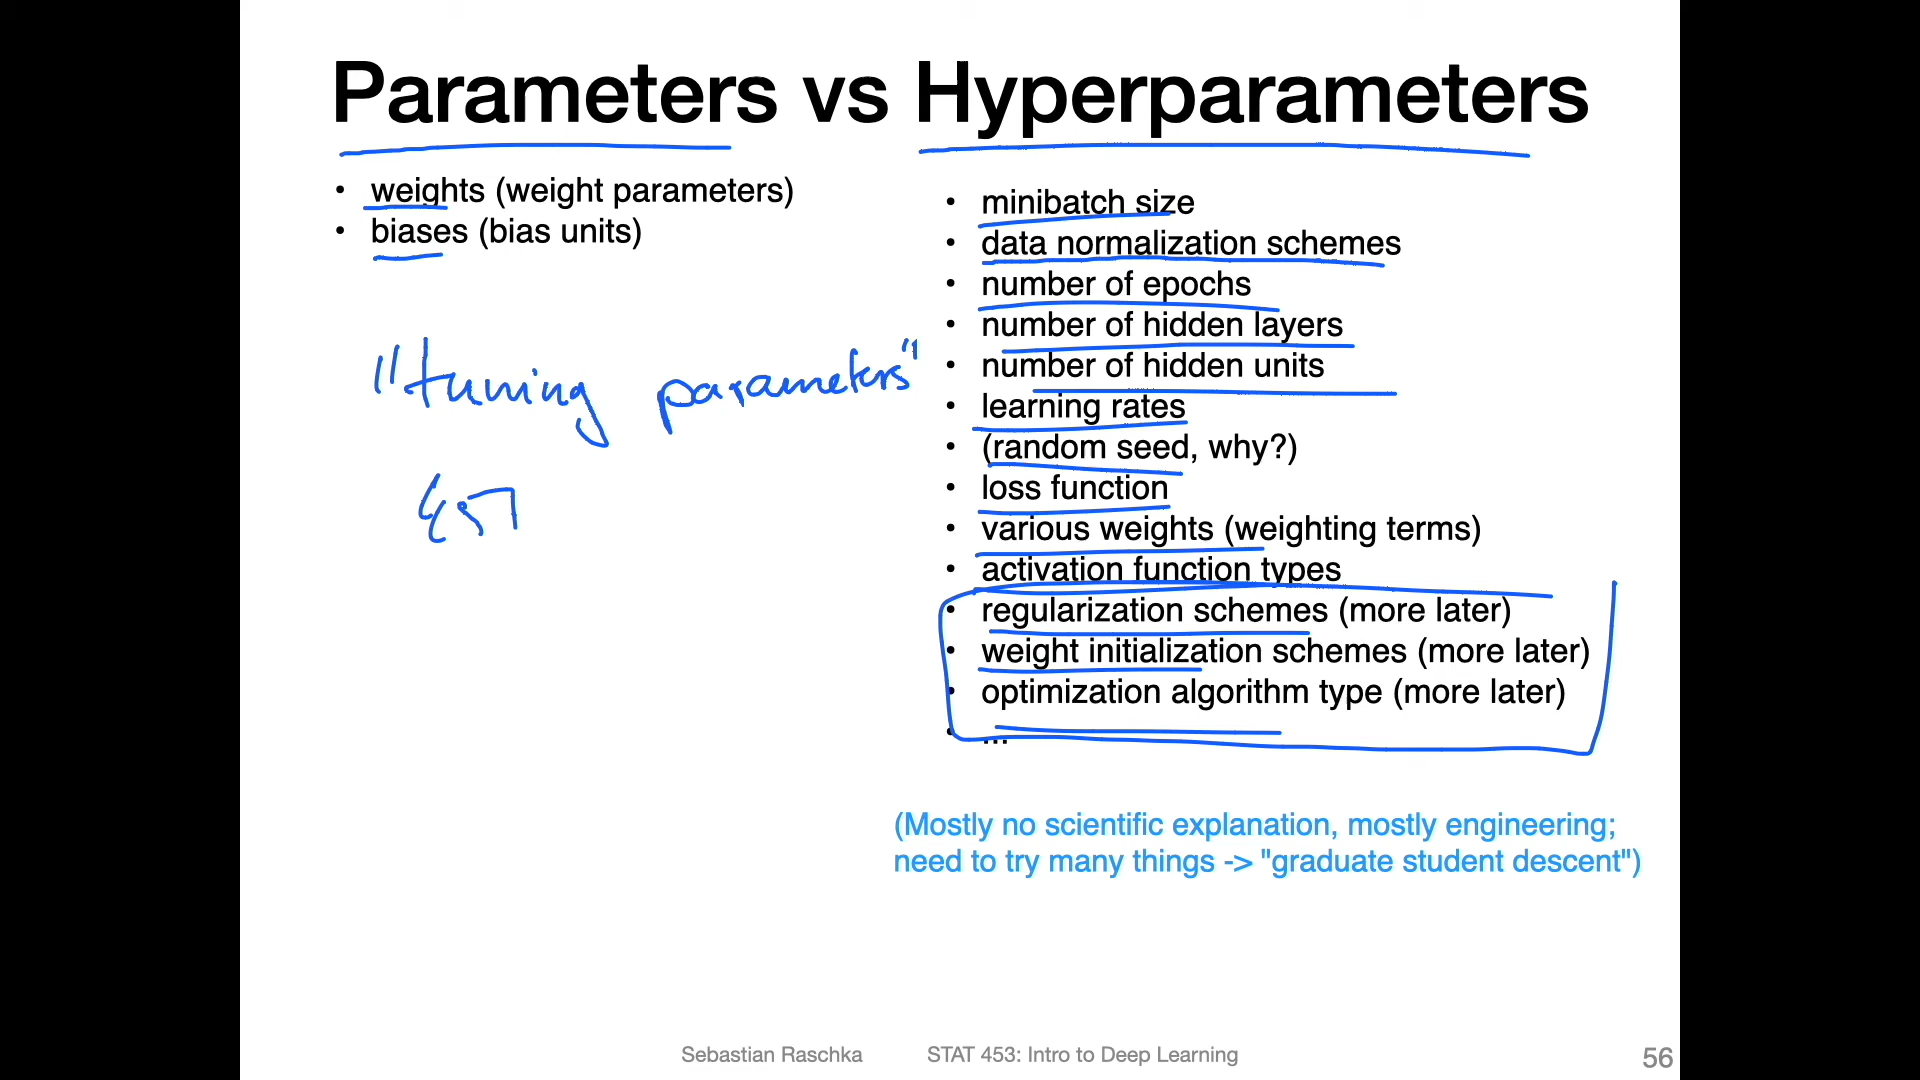 Parameters vs Hyperparameters
• weights (weight parameters)
• biases (bias units)
"tuning parameters"
• minibatch size
• data normalization schemes
• number of epochs
• number of hidden layers
• number of hidden units
• learning rates
• (random seed, why?)
• loss function
• various weights (weighting terms)
• activation function types
• regularization schemes (more later)
• weight initialization schemes (more later)
• optimization algorithm type (more later)
• ...
(Mostly no scientific explanation, mostly engineering;
need to try many things -> "graduate student descent")
Sebastian Raschka STAT 453: Intro to Deep Learning 56